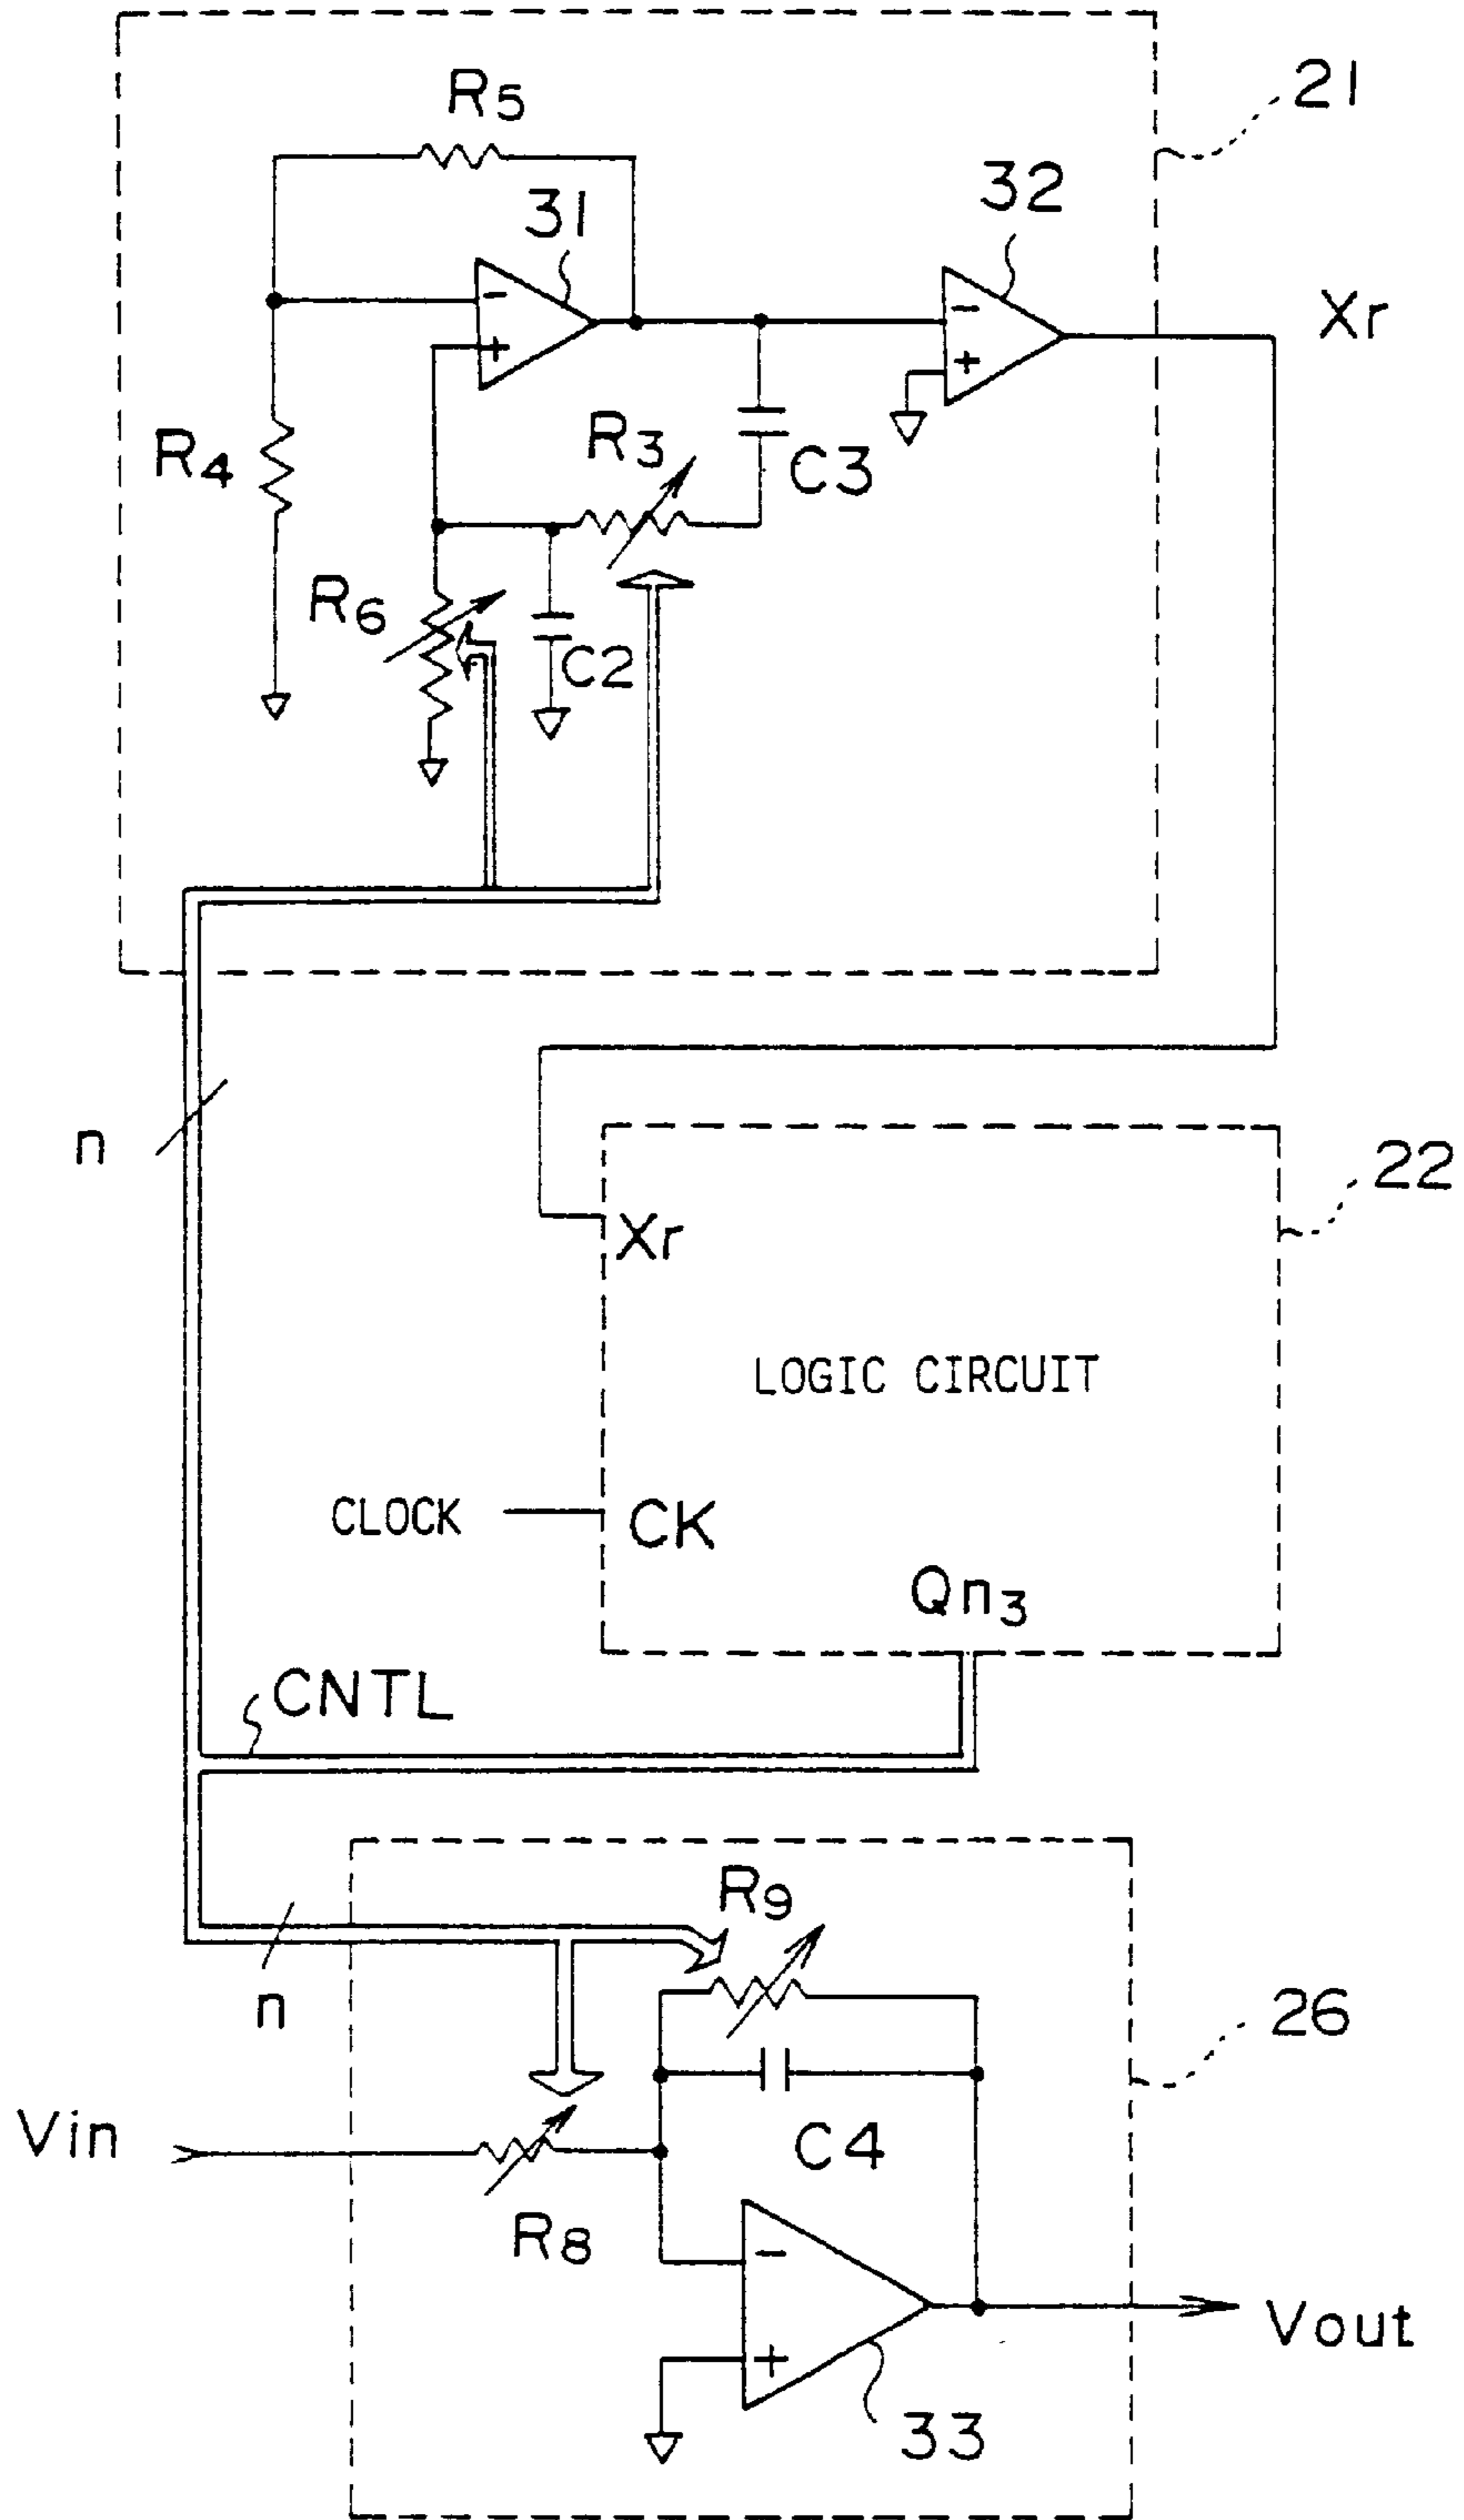 R5
21
31
32
Xr
R4
R3
C3
R6
C2
n
22
Xr
LOGIC CIRCUIT
CLOCK
CK
Qn3
CNTL
R9
n
26
Vin
C4
R8
Vout
33